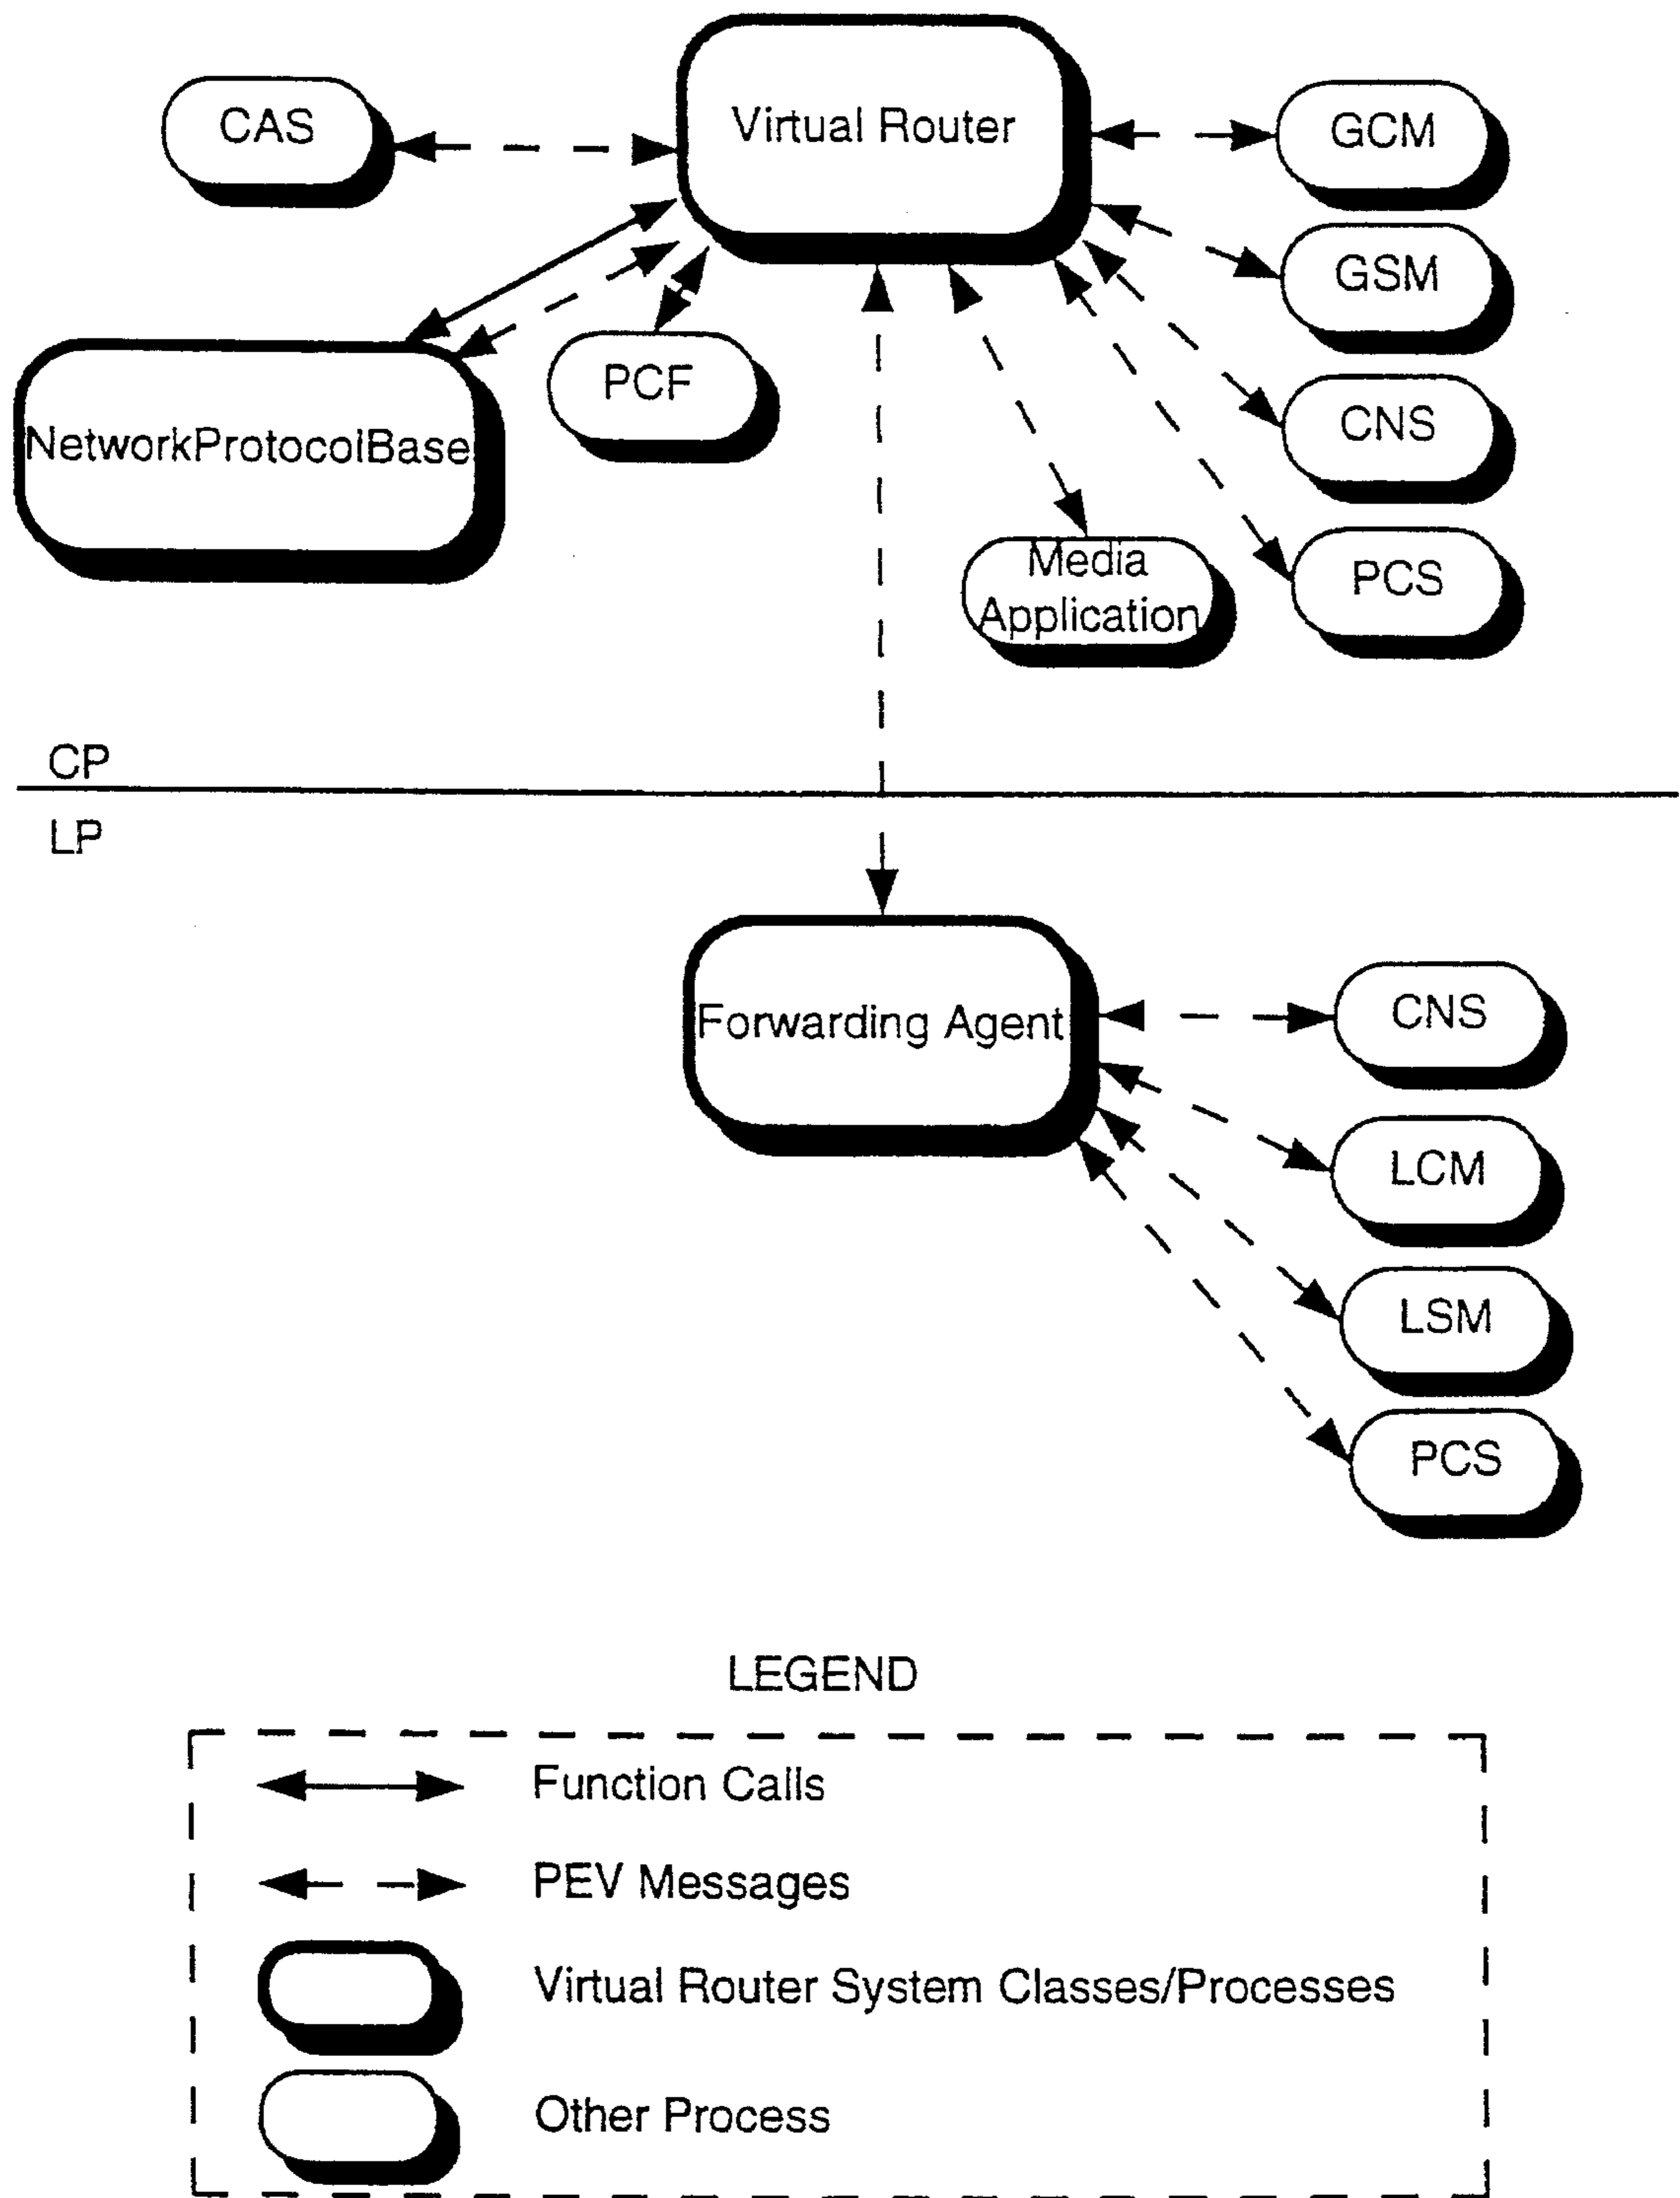 CAS
Virtual Router
GCM
GSM
NetworkProtocolBase
PCF
CNS
Media
Application
PCS
CP
LP
Forwarding Agent
CNS
LCM
LSM
PCS
LEGEND
Function Calls
PEV Messages
Virtual Router System Classes/Processes
Other Process